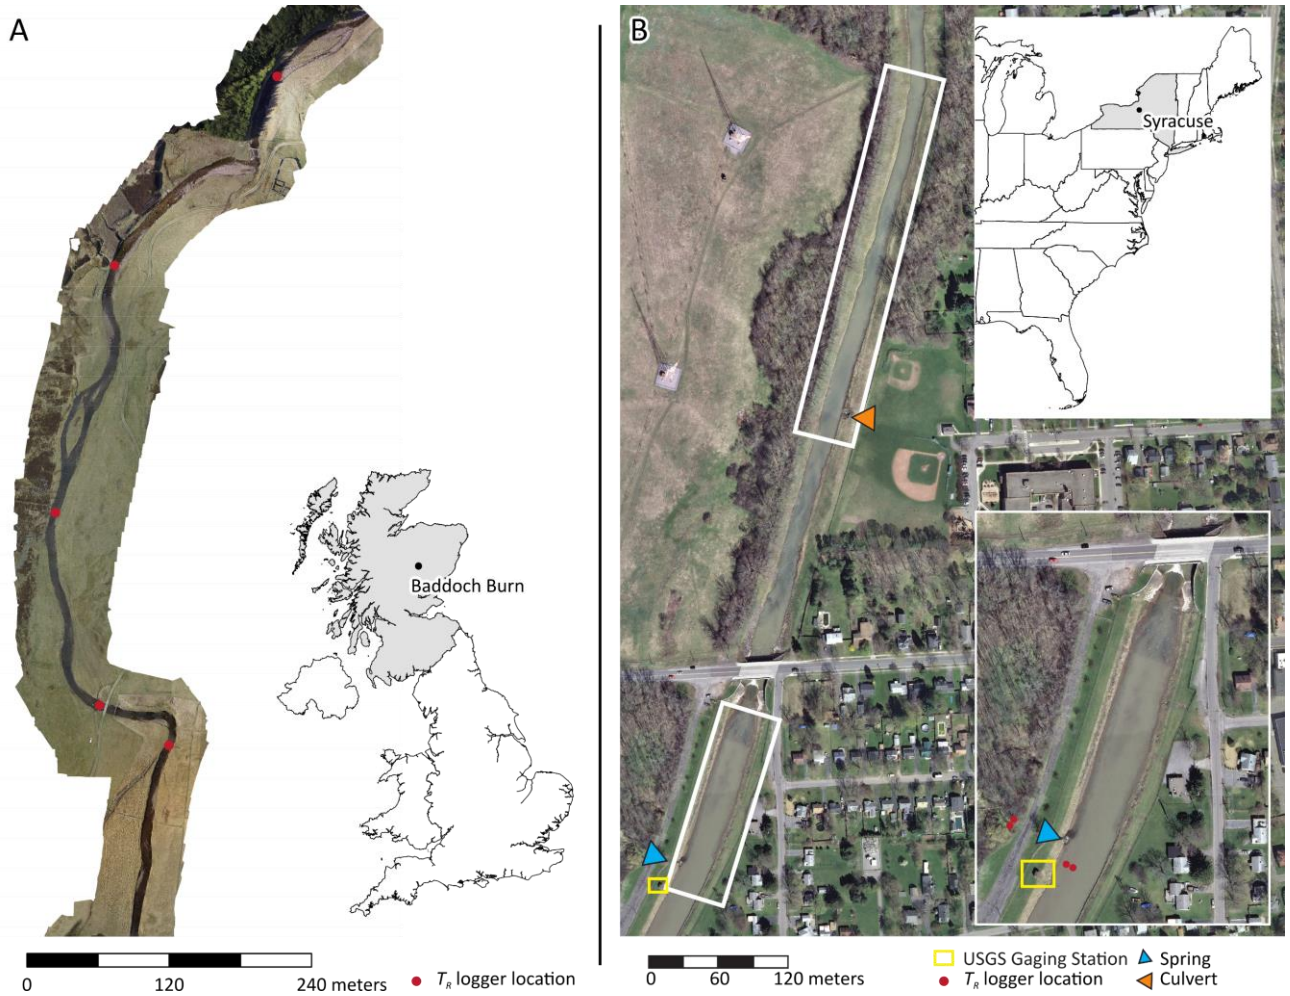 A
B
Syracuse
Baddoch Burn
0
120
240 meters
T_R logger location
0
60
120 meters
USGS Gaging Station
T_R logger location
Spring
Culvert